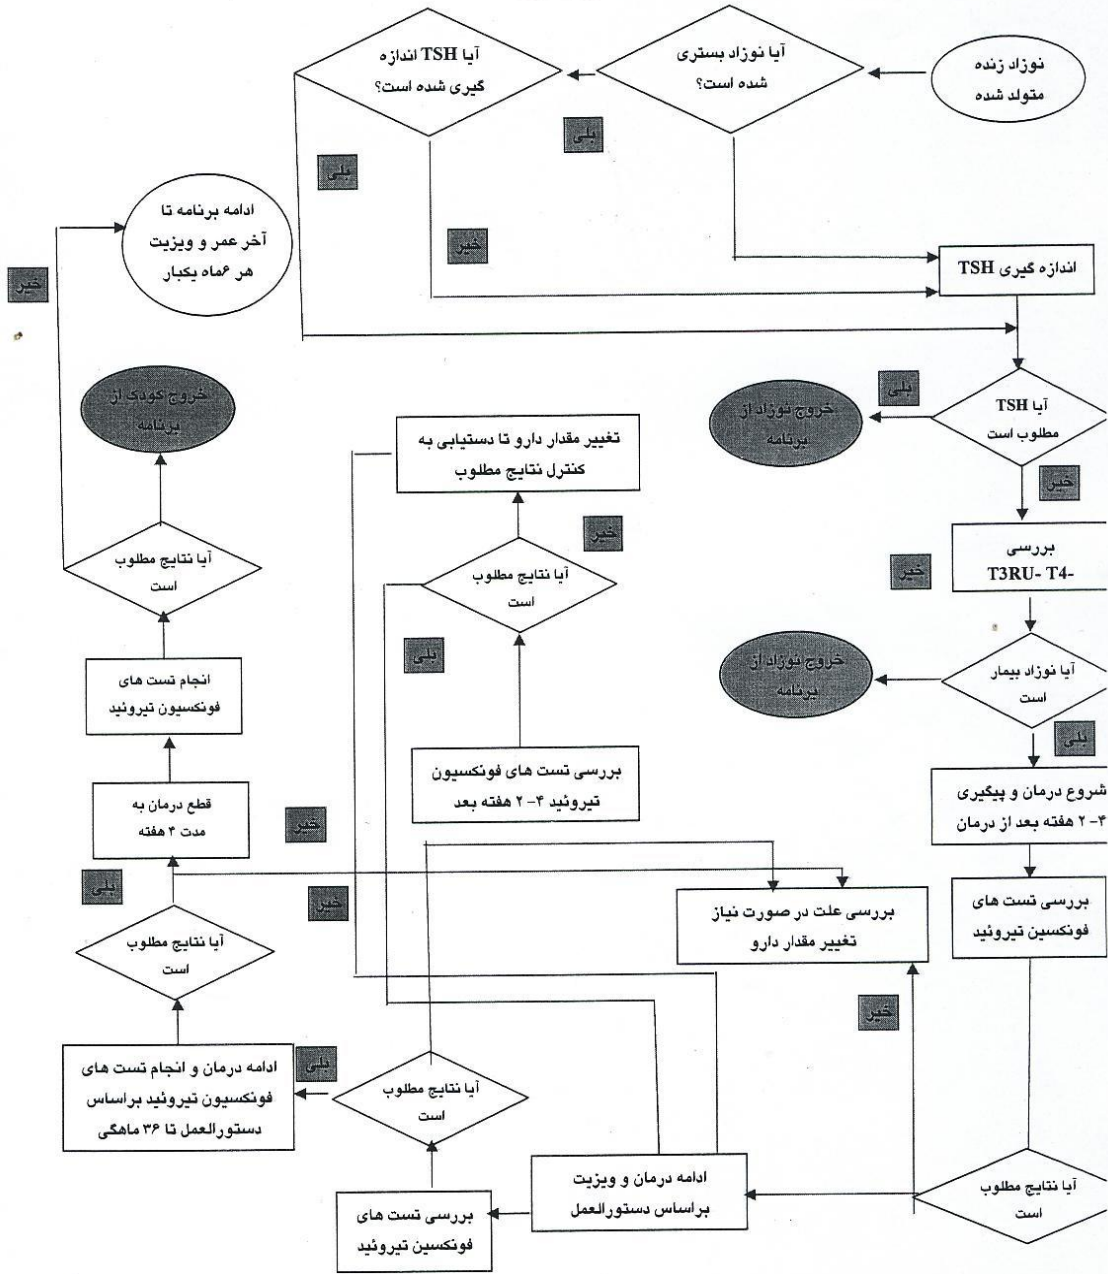 نوزاد زنده
متولد شده
آیا نوزاد بستری
شده است؟
آیا TSH اندازه
گیری شده است؟
بلی
بلی
خیر
اندازه گیری TSH
آیا TSH
مطلوب است
بلی
خروج نوزاد از
برنامه
خیر
بررسی
T3RU- T4-
خیر
آیا نوزاد بیمار
است
خروج نوزاد از
برنامه
بلی
شروع درمان و پیگیری
۲-۴ هفته بعد از درمان
بررسی تست های
فونکسین تیروئید
آیا نتایج مطلوب
است
خیر
بررسی علت در صورت نیاز
تغییر مقدار دارو
ادامه درمان و ویزیت
براساس دستورالعمل
بررسی تست های
فونکسین تیروئید
آیا نتایج مطلوب
است
بلی
خیر
تغییر مقدار دارو تا دستیابی به
کنترل نتایج مطلوب
خیر
آیا نتایج مطلوب
است
بلی
بررسی تست های فونکسیون
تیروئید ۴-۲ هفته بعد
ادامه درمان و انجام تست های
فونکسیون تیروئید براساس
دستورالعمل تا ۳۶ ماهگی
آیا نتایج مطلوب
است
بلی
خیر
قطع درمان به
مدت ۴ هفته
انجام تست های
فونکسیون تیروئید
آیا نتایج مطلوب
است
خروج کودک از
برنامه
خیر
ادامه برنامه تا
آخر عمر و ویزیت
هر ۶ماه یکبار